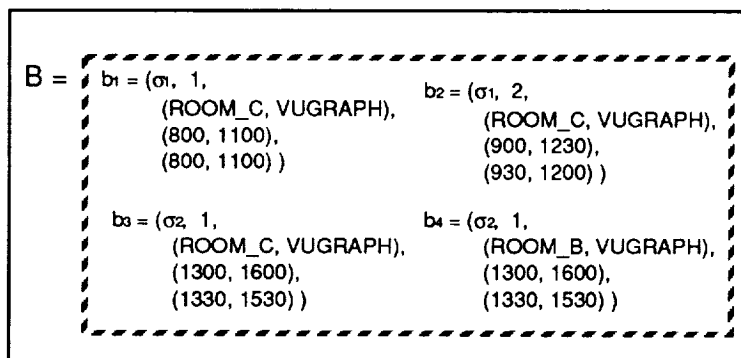 B =
b₁ = (σ₁, 1,
(ROOM_C, VUGRAPH),
(800, 1100),
(800, 1100) )
b₂ = (σ₁, 2,
(ROOM_C, VUGRAPH),
(900, 1230),
(930, 1200) )
b₃ = (σ₂, 1,
(ROOM_C, VUGRAPH),
(1300, 1600),
(1330, 1530) )
b₄ = (σ₂, 1,
(ROOM_B, VUGRAPH),
(1300, 1600),
(1330, 1530) )